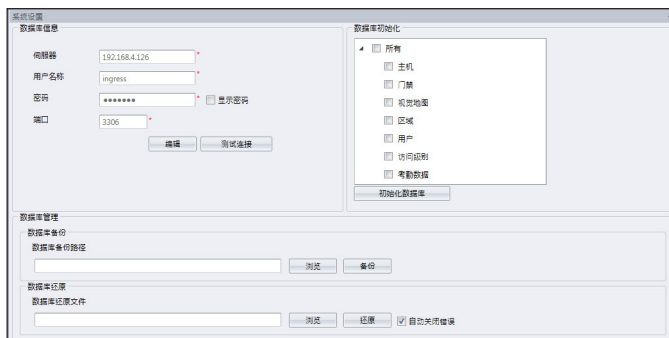 系统设置
数据库信息
伺服器
192.168.4.126
*
用户名称
ingress
*
密码
●●●●●●●
*
显示密码
端口
3306
*
编辑
测试连接
数据库初始化
所有
主机
门禁
视觉地图
区域
用户
访问级别
考勤数据
初始化数据库
数据库管理
数据库备份
数据库备份路径
浏览
备份
数据库还原
数据库还原文件
浏览
还原
自动关闭错误